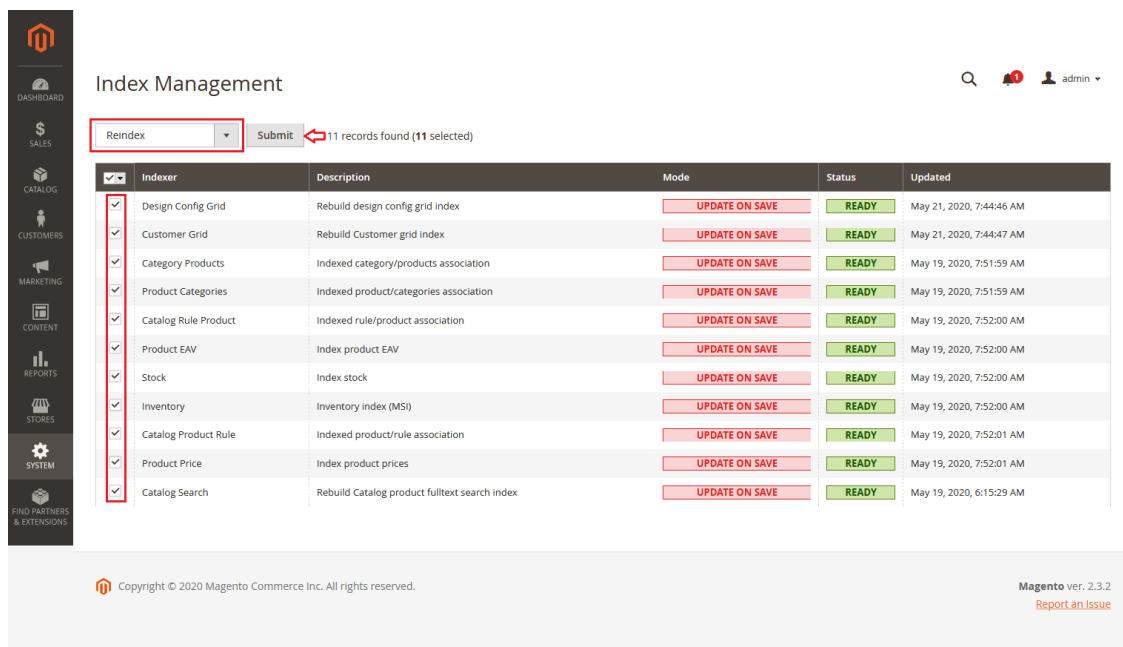 DASHBOARD
SALES
CATALOG
CUSTOMERS
MARKETING
CONTENT
REPORTS
STORES
SYSTEM
FIND PARTNERS
& EXTENSIONS
Index Management
1
admin
Reindex Submit 11 records found (11 selected)
Indexer Description Mode Status Updated
Design Config Grid Rebuild design config grid index UPDATE ON SAVE READY May 21, 2020, 7:44:46 AM
Customer Grid Rebuild Customer grid index UPDATE ON SAVE READY May 21, 2020, 7:44:47 AM
Category Products Indexed category/products association UPDATE ON SAVE READY May 19, 2020, 7:51:59 AM
Product Categories Indexed product/categories association UPDATE ON SAVE READY May 19, 2020, 7:51:59 AM
Catalog Rule Product Indexed rule/product association UPDATE ON SAVE READY May 19, 2020, 7:52:00 AM
Product EAV Index product EAV UPDATE ON SAVE READY May 19, 2020, 7:52:00 AM
Stock Index stock UPDATE ON SAVE READY May 19, 2020, 7:52:00 AM
Inventory Inventory index (MSI) UPDATE ON SAVE READY May 19, 2020, 7:52:00 AM
Catalog Product Rule Indexed product/rule association UPDATE ON SAVE READY May 19, 2020, 7:52:01 AM
Product Price Index product prices UPDATE ON SAVE READY May 19, 2020, 7:52:01 AM
Catalog Search Rebuild Catalog product fulltext search index UPDATE ON SAVE READY May 19, 2020, 6:15:29 AM
Copyright © 2020 Magento Commerce Inc. All rights reserved.
Magento ver. 2.3.2
Report an Issue